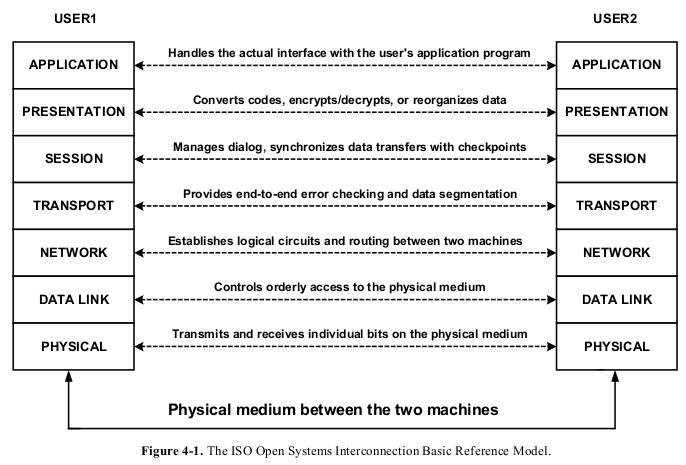 USER1
USER2
APPLICATION
Handles the actual interface with the user's application program
APPLICATION
PRESENTATION
Converts codes, encrypts/decrypts, or reorganizes data
PRESENTATION
SESSION
Manages dialog, synchronizes data transfers with checkpoints
SESSION
TRANSPORT
Provides end-to-end error checking and data segmentation
TRANSPORT
NETWORK
Establishes logical circuits and routing between two machines
NETWORK
DATA LINK
Controls orderly access to the physical medium
DATA LINK
PHYSICAL
Transmits and receives individual bits on the physical medium
PHYSICAL
Physical medium between the two machines
Figure 4-1. The ISO Open Systems Interconnection Basic Reference Model.